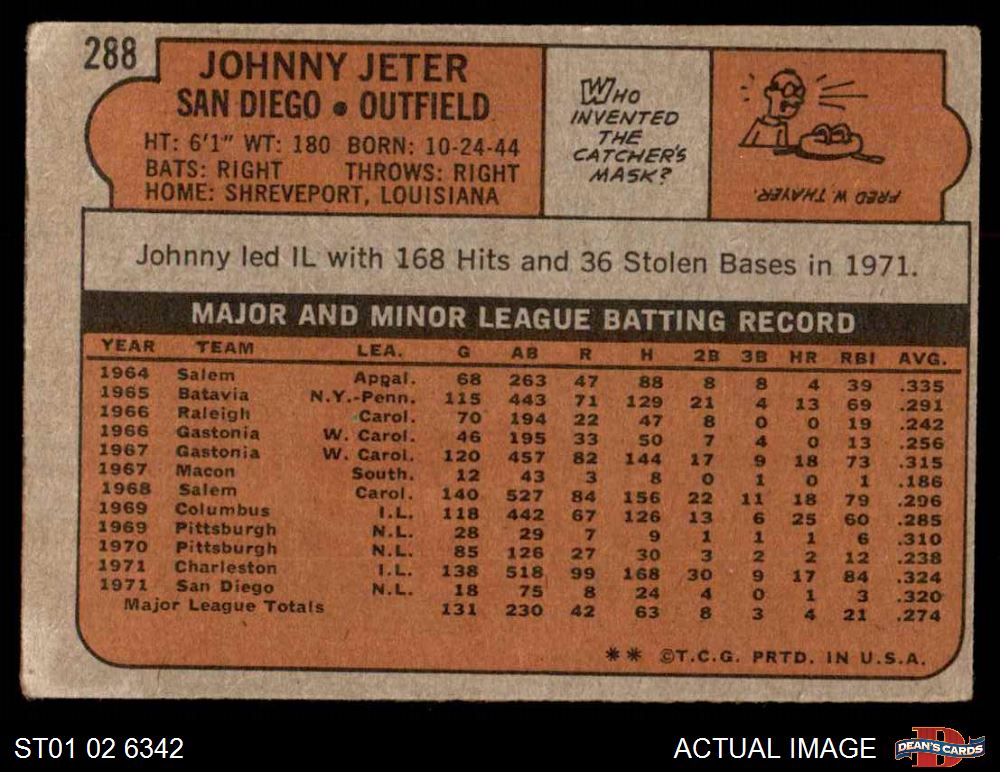 288
JOHNNY JETER
SAN DIEGO • OUTFIELD
HT: 6'1" WT: 180 BORN: 10-24-44
BATS: RIGHT THROWS: RIGHT
HOME: SHREVEPORT, LOUISIANA
WHO
INVENTED
THE
CATCHER'S
MASK?
FRED W. THAYER.
Johnny led IL with 168 Hits and 36 Stolen Bases in 1971.
MAJOR AND MINOR LEAGUE BATTING RECORD
YEAR TEAM LEA. G AB R H 2B 3B HR RBI AVG.
1964 Salem Appal. 68 263 47 88 8 8 4 39 .335
1965 Batavia N.Y.-Penn. 115 443 71 129 21 4 13 69 .291
1966 Raleigh Carol. 70 194 22 47 8 0 0 19 .242
1966 Gastonia W. Carol. 46 195 33 50 7 4 0 13 .256
1967 Gastonia W. Carol. 120 457 82 144 17 9 18 73 .315
1967 Macon South. 12 43 3 8 0 1 0 1 .186
1968 Salem Carol. 140 527 84 156 22 11 18 79 .296
1969 Columbus I.L. 118 442 67 126 13 6 25 60 .285
1969 Pittsburgh N.L. 28 29 7 9 1 1 1 6 .310
1970 Pittsburgh N.L. 85 126 27 30 3 2 2 12 .238
1971 Charleston I.L. 138 518 99 168 30 9 17 84 .324
1971 San Diego N.L. 18 75 8 24 4 0 1 3 .320
Major League Totals 131 230 42 63 8 3 4 21 .274
** ©T.C.G. PRTD. IN U.S.A.
ST01 02 6342
ACTUAL IMAGE
DEAN'S CARDS